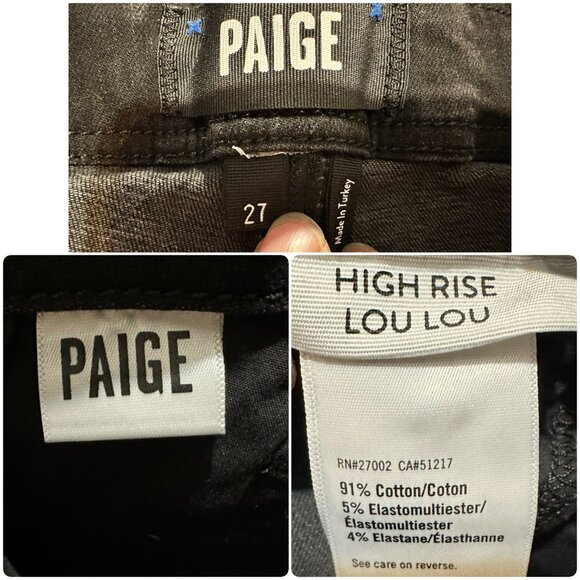 PAIGE
27
Made In Turkey
PAIGE
HIGH RISE
LOU LOU
RN#27002 CA#51217
91% Cotton/Coton
5% Elastomultiester/
Élastomultiester
4% Elastane/Élasthanne
See care on reverse.